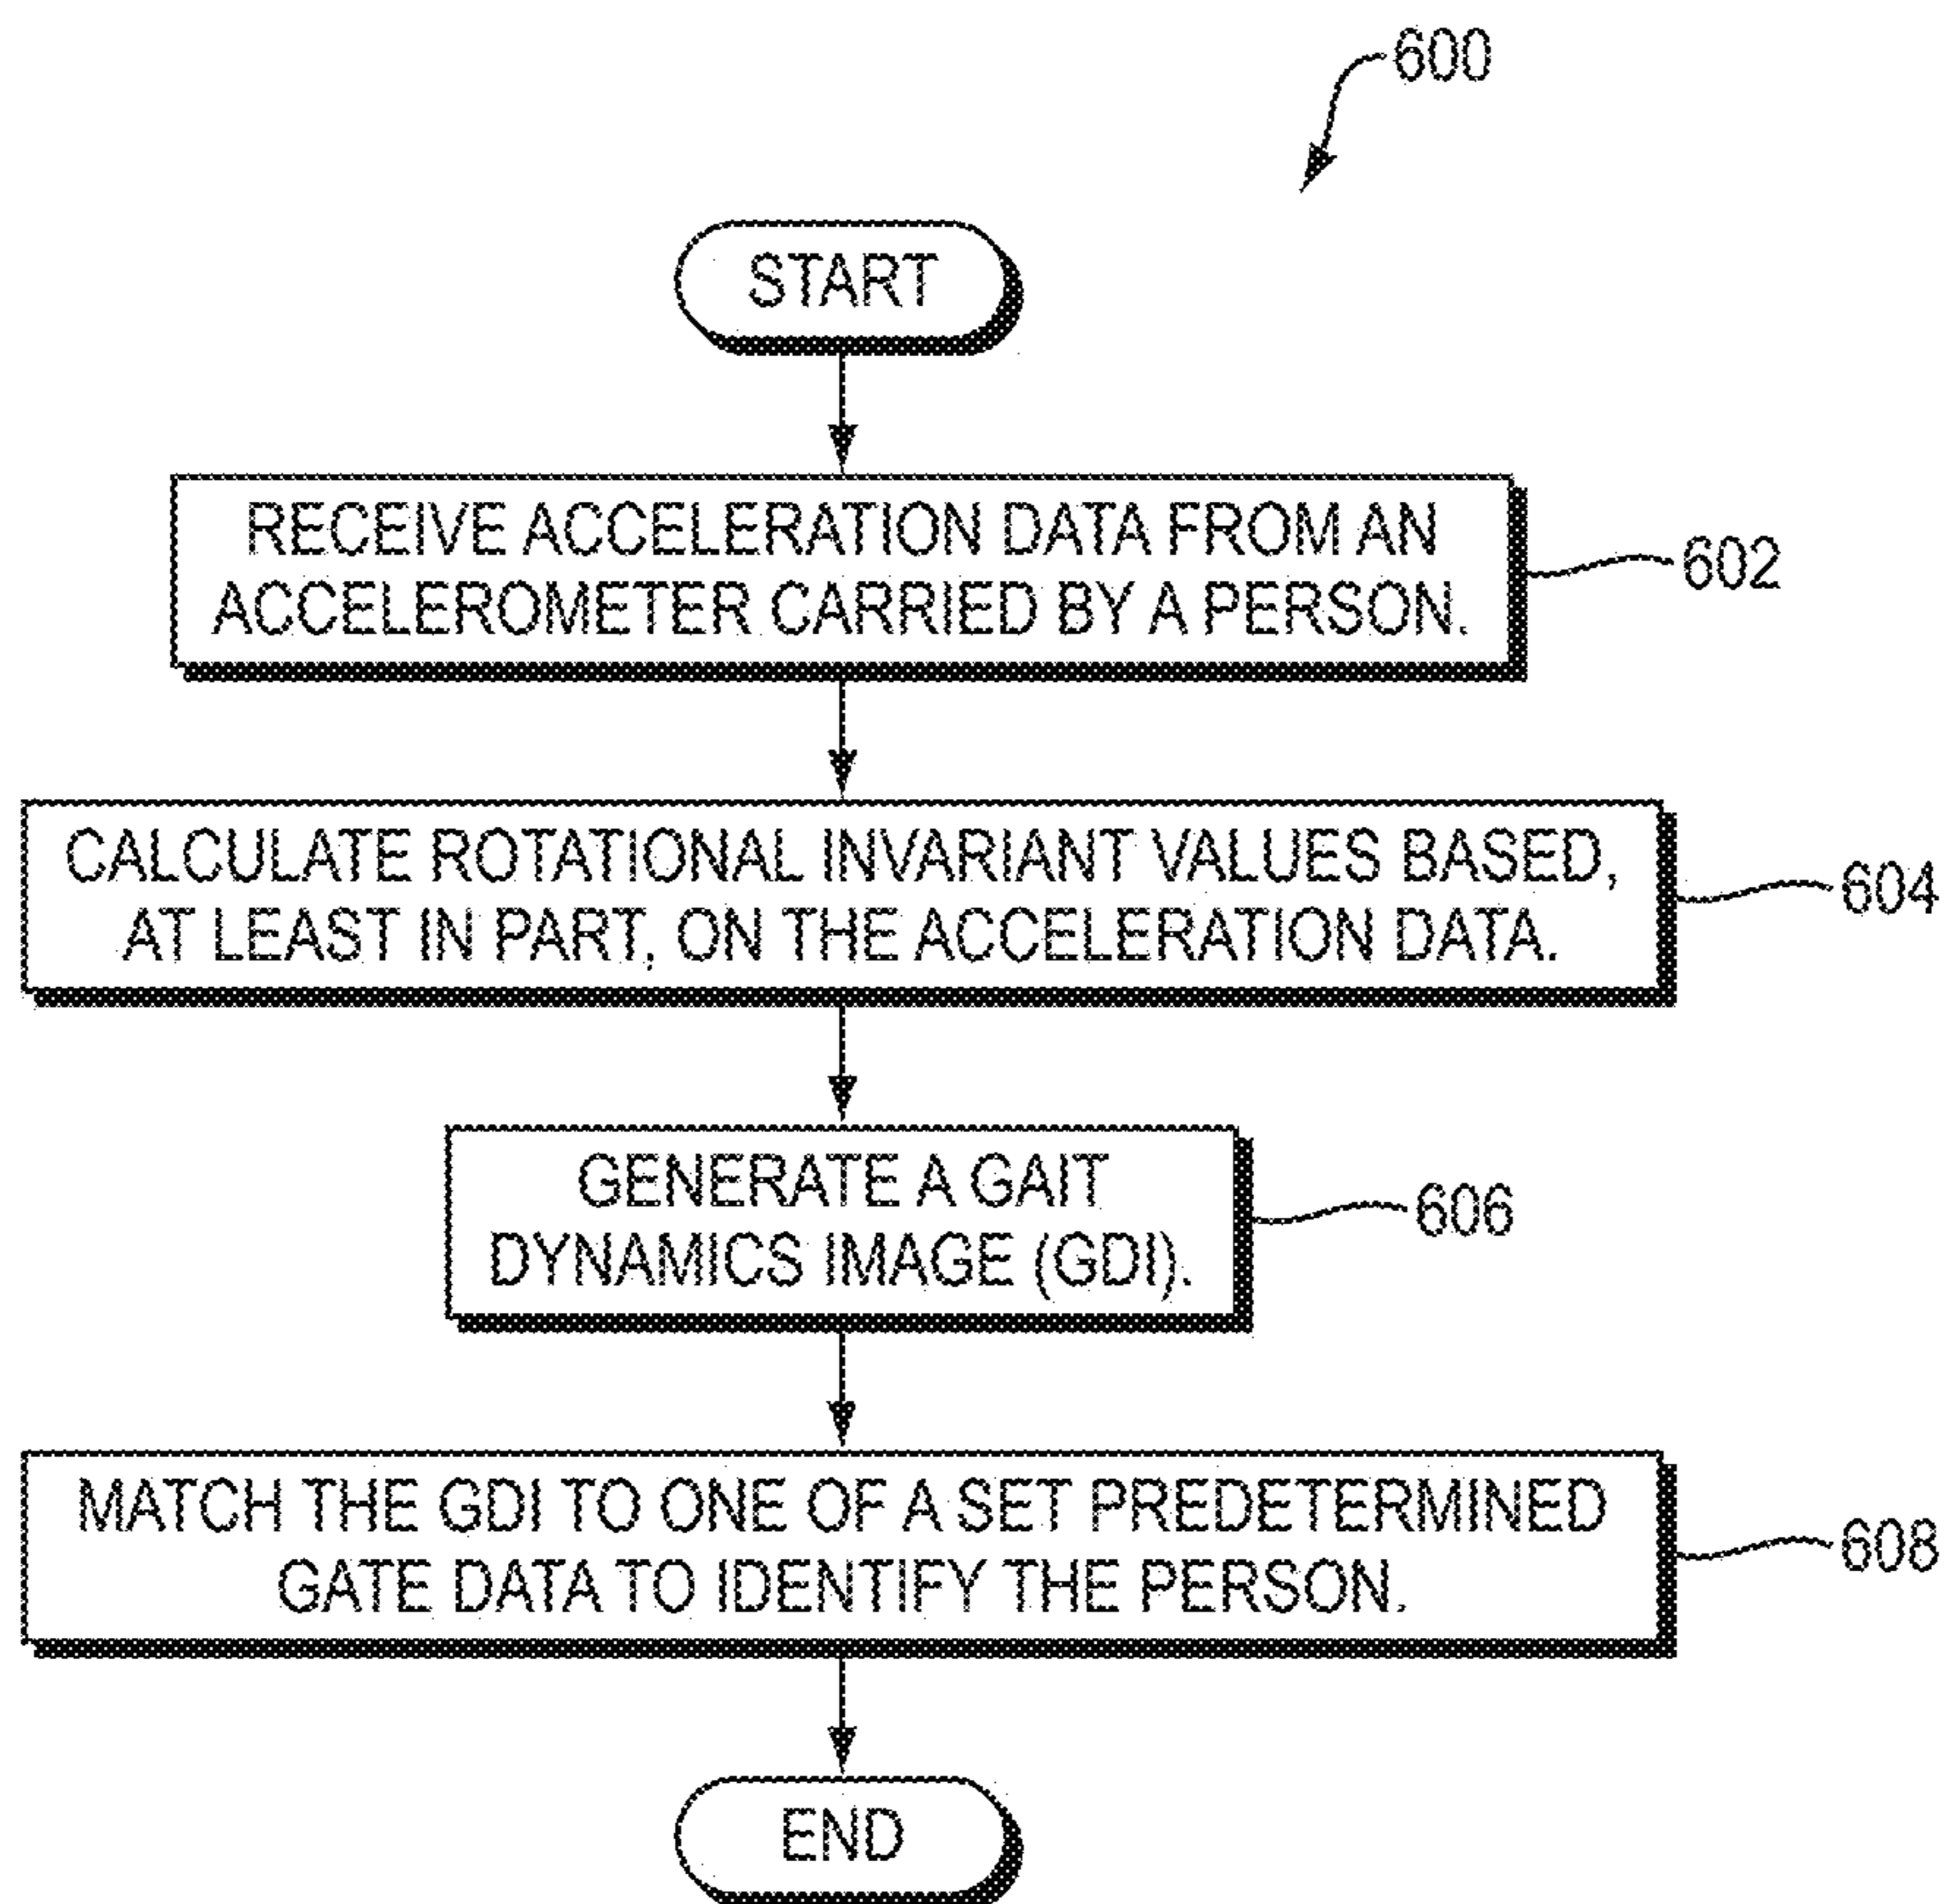 600
START
RECEIVE ACCELERATION DATA FROM AN
ACCELEROMETER CARRIED BY A PERSON.
602
CALCULATE ROTATIONAL INVARIANT VALUES BASED,
AT LEAST IN PART, ON THE ACCELERATION DATA.
604
GENERATE A GAIT
DYNAMICS IMAGE (GDI).
606
MATCH THE GDI TO ONE OF A SET PREDETERMINED
GATE DATA TO IDENTIFY THE PERSON.
608
END